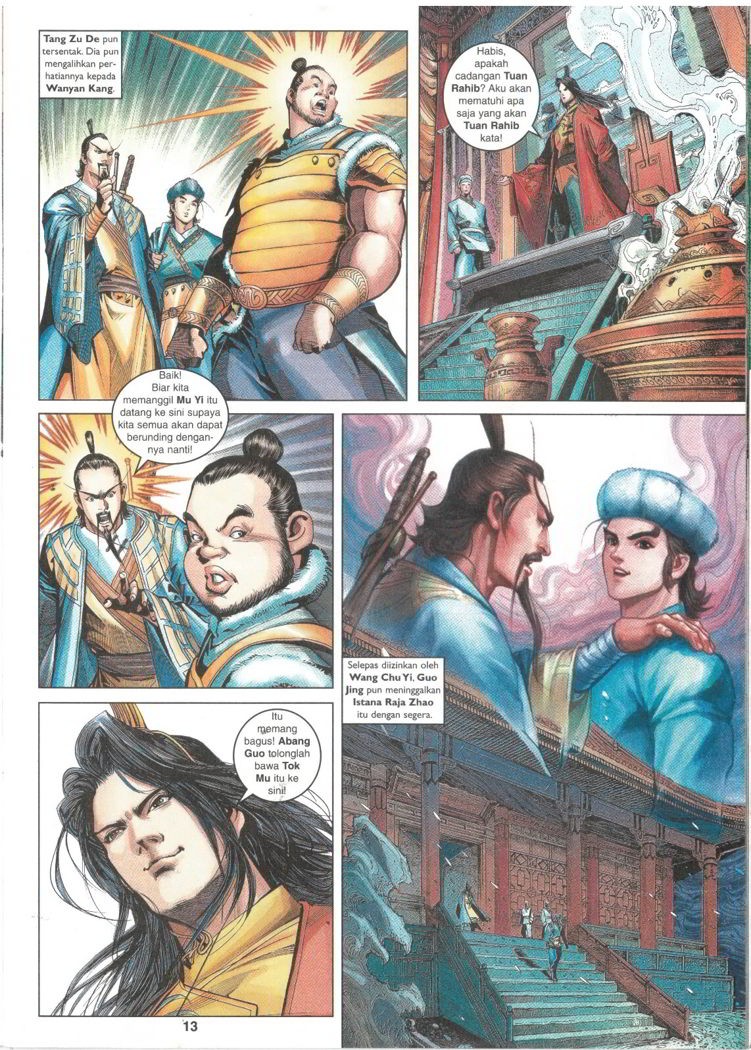 Tang Zu De pun
tersentak. Dia pun
mengalihkan per-
hatiannya kepada
Wanyan Kang.
Habis,
apakah
cadangan Tuan
Rahib? Aku akan
mematuhi apa
saja yang akan
Tuan Rahib
kata!
Baik!
Biar kita
memanggil Mu Yi itu
datang ke sini supaya
kita semua akan dapat
berunding dengan-
nya nanti!
Selepas diizinkan oleh
Wang Chu Yi, Guo
Jing pun meninggalkan
Istana Raja Zhao
itu dengan segera.
Itu
memang
bagus! Abang
Guo tolonglah
bawa Tok
Mu itu ke
sini!
13